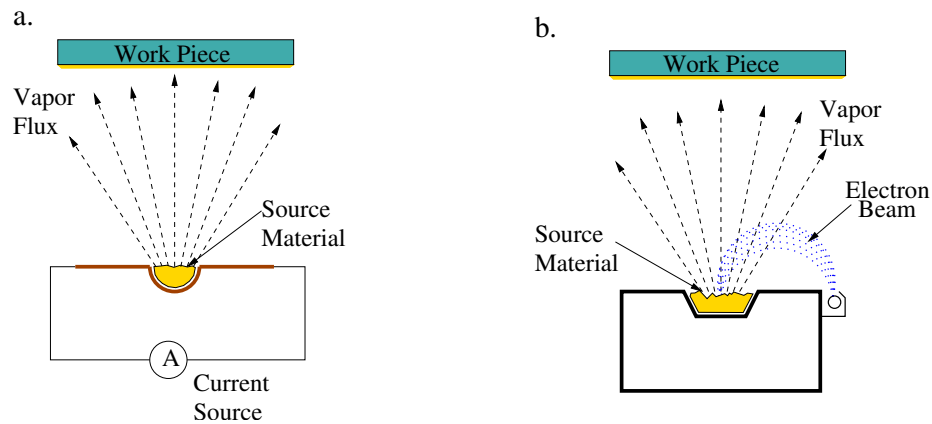 a.
Work Piece
Vapor
Flux
Source
Material
A
Current
Source
b.
Work Piece
Vapor
Flux
Electron
Beam
Source
Material